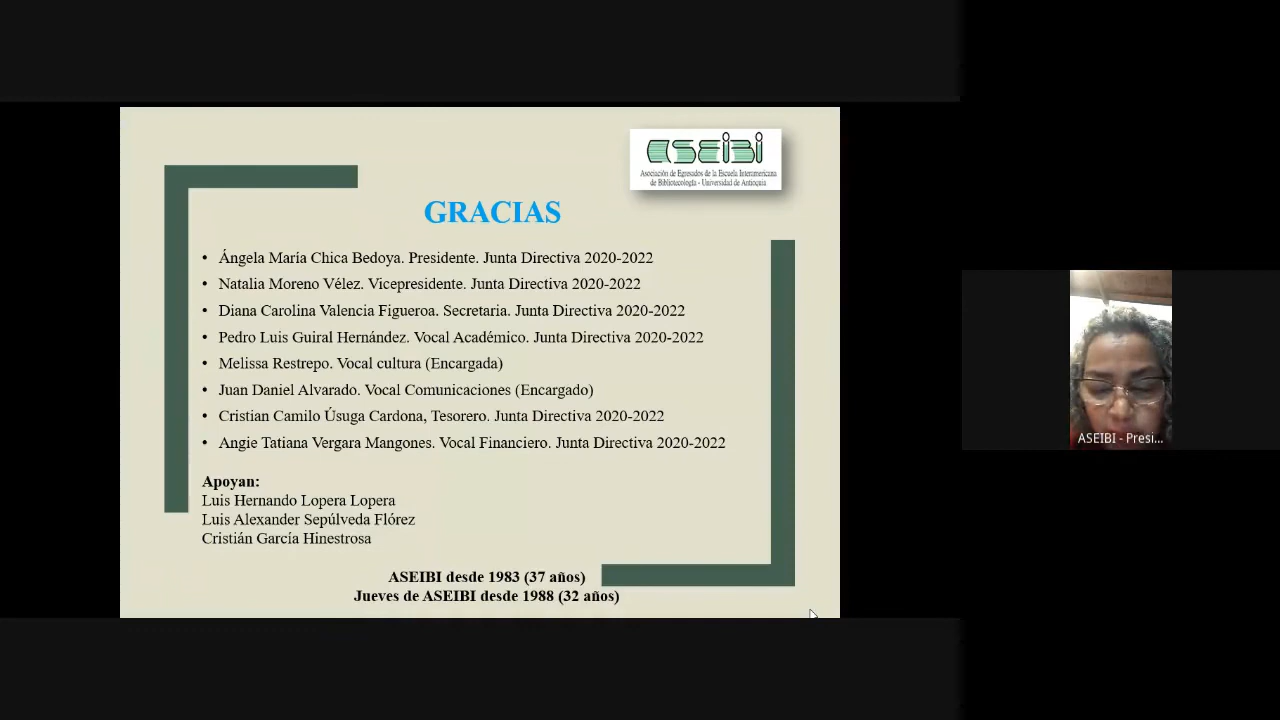 ASEIBI
Asociación de Egresados de la Escuela Interamericana
de Bibliotecología - Universidad de Antioquia
GRACIAS
• Ángela María Chica Bedoya. Presidente. Junta Directiva 2020-2022
• Natalia Moreno Vélez. Vicepresidente. Junta Directiva 2020-2022
• Diana Carolina Valencia Figueroa. Secretaria. Junta Directiva 2020-2022
• Pedro Luis Guiral Hernández. Vocal Académico. Junta Directiva 2020-2022
• Melissa Restrepo. Vocal cultura (Encargada)
• Juan Daniel Alvarado. Vocal Comunicaciones (Encargado)
• Cristian Camilo Úsuga Cardona, Tesorero. Junta Directiva 2020-2022
• Angie Tatiana Vergara Mangones. Vocal Financiero. Junta Directiva 2020-2022
Apoyan:
Luis Hernando Lopera Lopera
Luis Alexander Sepúlveda Flórez
Cristián García Hinestrosa
ASEIBI desde 1983 (37 años)
Jueves de ASEIBI desde 1988 (32 años)
ASEIBI - Presi...